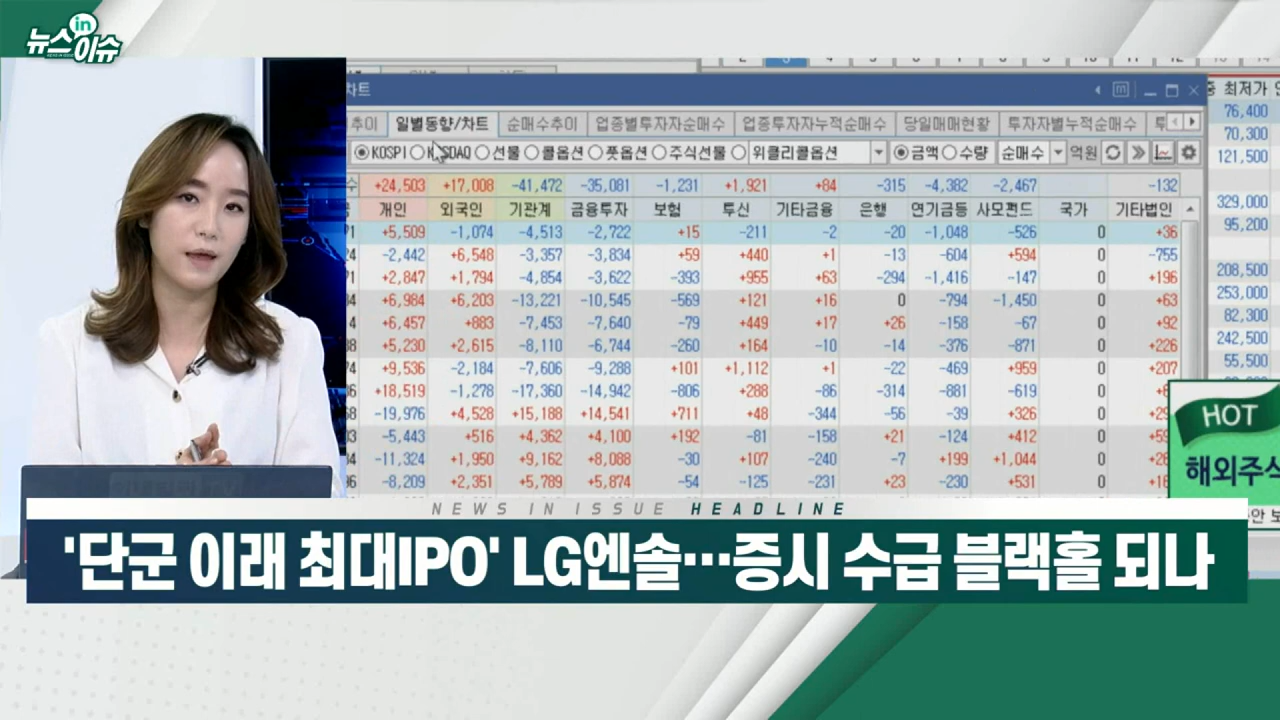 뉴스in이슈
차트
추이 일별동향/차트 순매수추이 업종별투자자순매수 업종투자자누적순매수 당일매매현황 투자자별누적순매수 투
KOSPI KOSDAQ 선물 콜옵션 풋옵션 주식선물 위클리콜옵션 금액 수량 순매수 억원
수 +24,503 +17,008 -41,472 -35,081 -1,231 +1,921 +84 -315 -4,382 -2,467 -132
개인 외국인 기관계 금융투자 보험 투신 기타금융 은행 연기금등 사모펀드 국가 기타법인
+5,509 -1,074 -4,513 -2,722 +15 -211 -2 -20 -1,048 -526 0 +36
-2,442 +6,548 -3,357 -3,834 +59 +440 +1 -13 -604 +594 0 -755
+2,847 +1,794 -4,854 -3,622 -393 +955 +63 -294 -1,416 -147 0 +196
+6,984 +6,203 -13,221 -10,545 -569 +121 +16 0 -794 -1,450 0 +63
+6,457 +883 -7,453 -7,640 -79 +449 +17 +26 -158 -67 0 +92
+5,230 +2,615 -8,110 -6,744 -260 +164 -10 -14 -376 -871 0 +226
+9,536 -2,184 -7,606 -9,288 +101 +1,112 +1 -22 -469 +959 0 +207
+18,519 -1,278 -17,360 -14,942 -806 +288 -86 -314 -881 -619 0
-19,976 +4,528 +15,188 +14,541 +711 +48 -344 -56 -39 +326 0
-5,443 +516 +4,362 +4,100 +192 -81 -158 +21 -124 +412 0
-11,324 +1,950 +9,162 +8,088 -30 +107 -240 -7 +199 +1,044 0
-8,209 +2,351 +5,789 +5,874 -54 -125 -231 +23 -230 +531 0
최저가
76,400
70,300
121,500
329,000
95,200
208,500
253,000
82,300
242,500
55,500
HOT
해외주식
NEWS IN ISSUE HEADLINE
'단군 이래 최대IPO' LG엔솔…증시 수급 블랙홀 되나